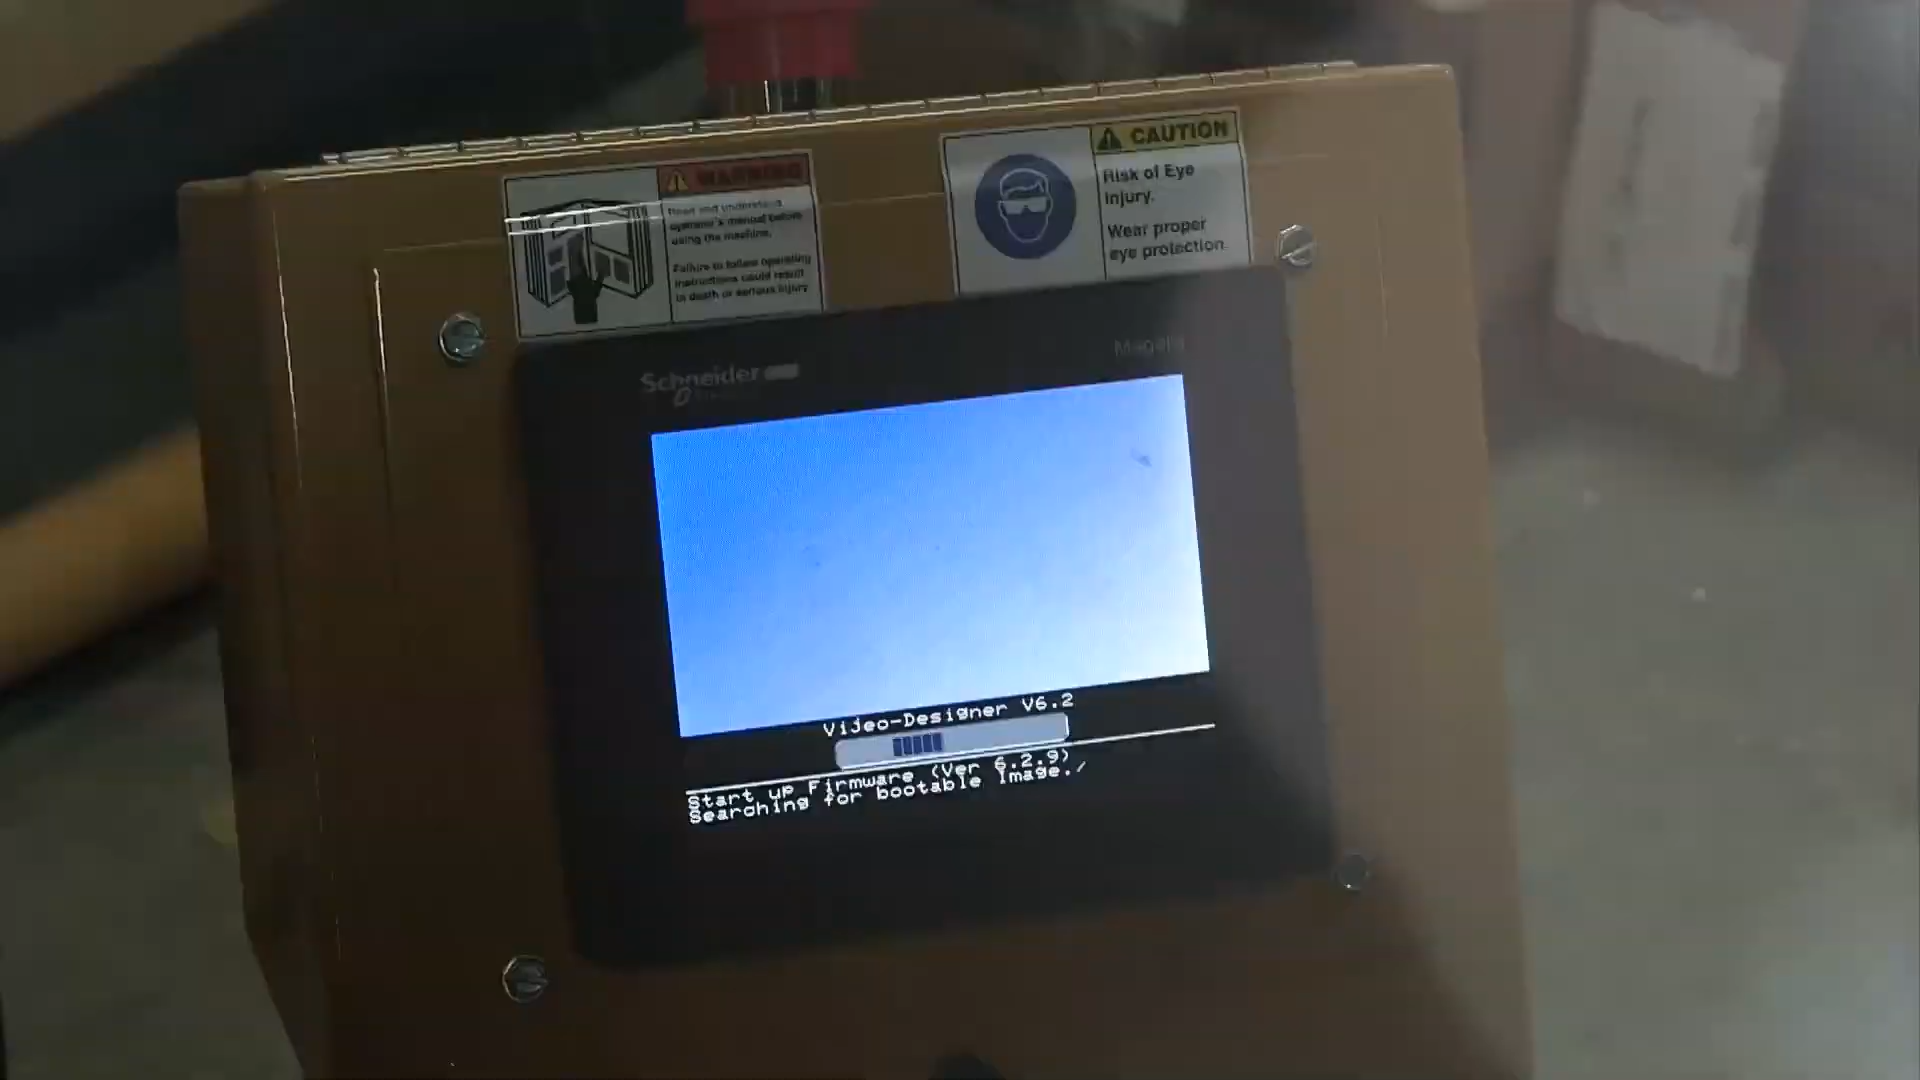 WARNING
Read and understand
operator's manual before
using the machine.
Failure to follow operating
instructions could result
in death or serious injury
CAUTION
Risk of Eye
Injury.
Wear proper
eye protection.
Schneider
Magelis
Vijeo-Designer V6.2
Start up Firmware (Ver 6.2.9)
Searching for bootable Image./